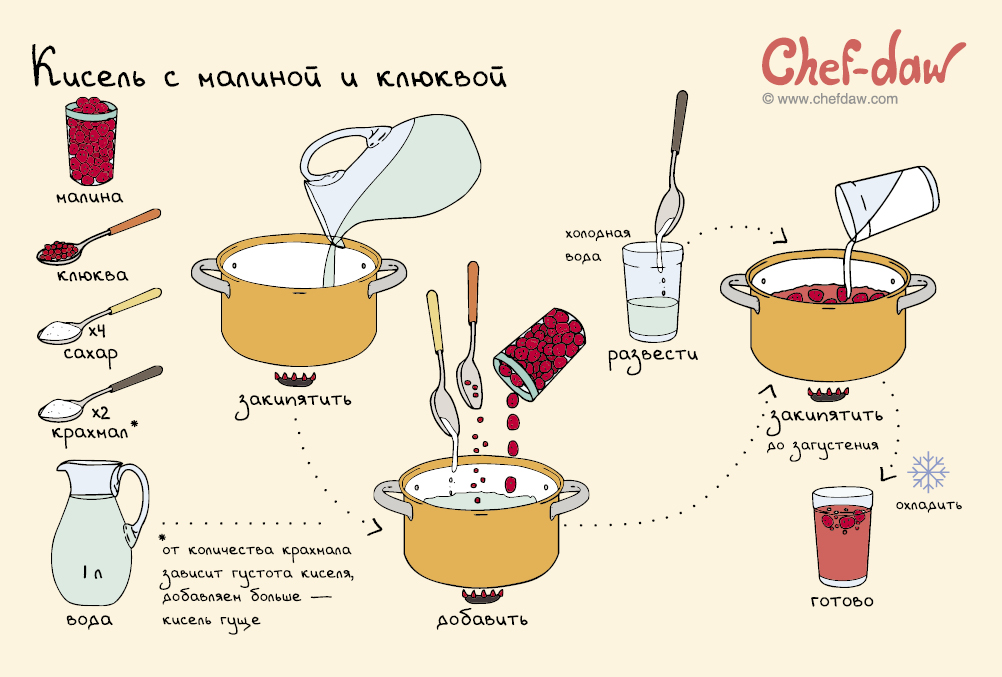 Кисель с малиной и клюквой
Chef-daw
© www.chefdaw.com
малина
клюква
x4
сахар
x2
крахмал*
1 л
вода
закипятить
*от количества крахмала
зависит густота киселя,
добавляем больше —
кисель гуще
добавить
холодная
вода
развести
закипятить
до загустения
охладить
готово